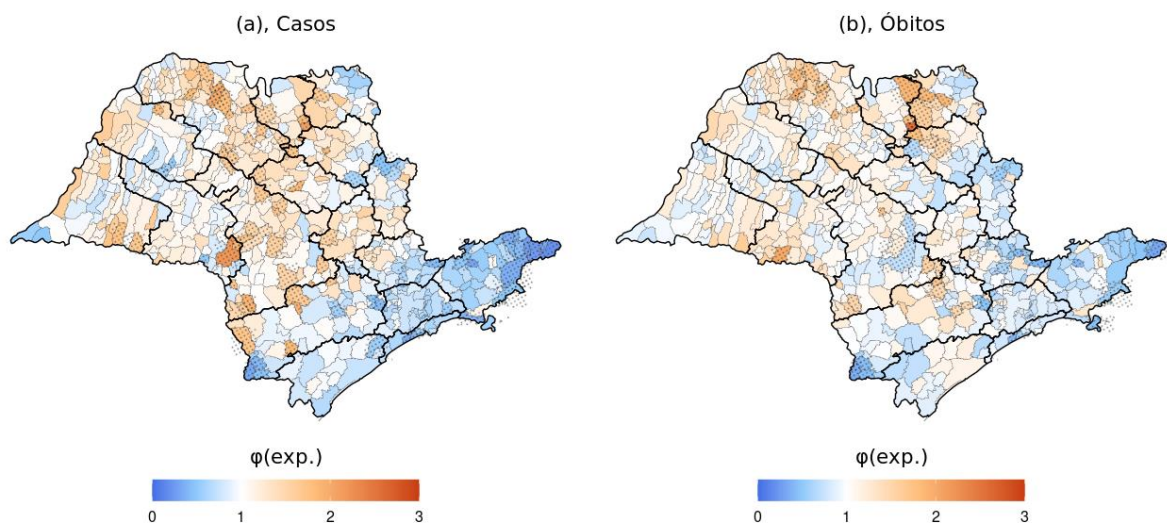 (a), Casos
(b), Óbitos
φ(exp.)
φ(exp.)
0 1 2 3
0 1 2 3